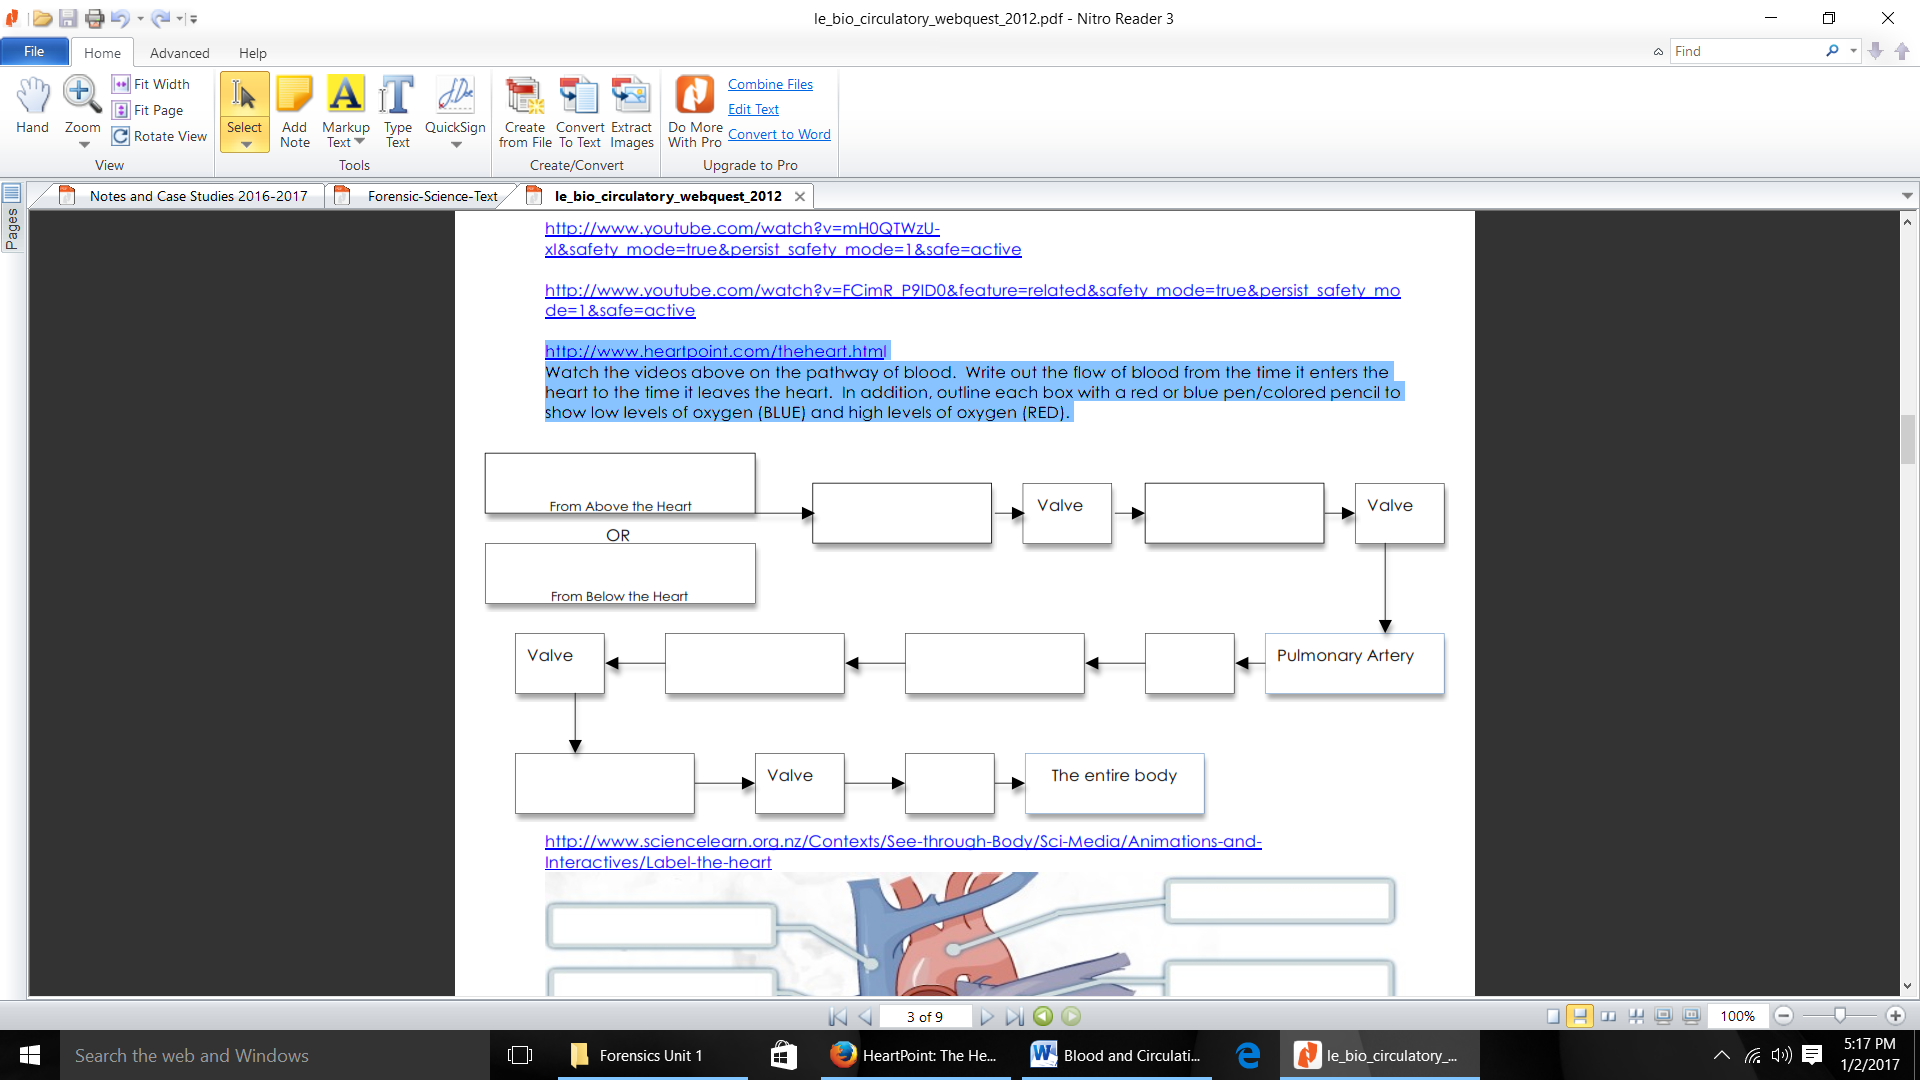 le_bio_circulatory_webquest_2012.pdf - Nitro Reader 3
File Home Advanced Help Find
Hand
Zoom
Fit Width
Fit Page
Rotate View
View
Select
Add Note
Markup Text
Type Text
QuickSign
Tools
Create from File
Convert To Text
Extract Images
Create/Convert
Do More With Pro
Combine Files
Edit Text
Convert to Word
Upgrade to Pro
Pages
Notes and Case Studies 2016-2017
Forensic-Science-Text
le_bio_circulatory_webquest_2012
http://www.youtube.com/watch?v=mH0QTWzU-
xI&safety_mode=true&persist_safety_mode=1&safe=active
http://www.youtube.com/watch?v=FCimR_P9ID0&feature=related&safety_mode=true&persist_safety_mo
de=1&safe=active
http://www.heartpoint.com/theheart.html
Watch the videos above on the pathway of blood.  Write out the flow of blood from the time it enters the
heart to the time it leaves the heart.  In addition, outline each box with a red or blue pen/colored pencil to
show low levels of oxygen (BLUE) and high levels of oxygen (RED).
From Above the Heart
Valve
Valve
OR
From Below the Heart
Valve
Pulmonary Artery
Valve
The entire body
http://www.sciencelearn.org.nz/Contexts/See-through-Body/Sci-Media/Animations-and-
Interactives/Label-the-heart
3 of 9
100%
Search the web and Windows
Forensics Unit 1
HeartPoint: The He...
Blood and Circulati...
le_bio_circulatory_...
5:17 PM
1/2/2017